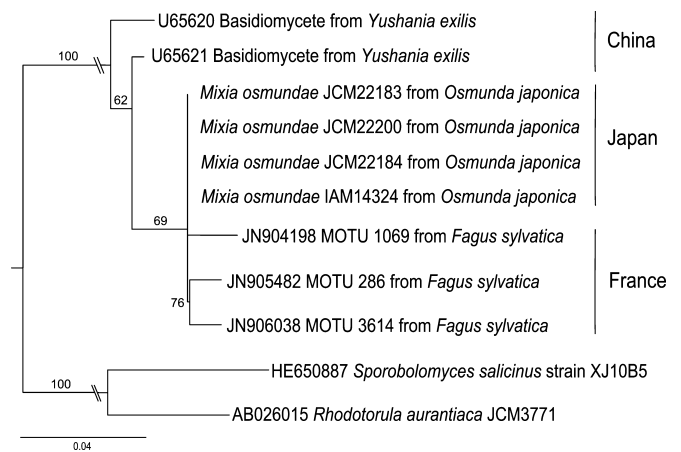 U65620 Basidiomycete from Yushania exilis
China
100
U65621 Basidiomycete from Yushania exilis
62
Mixia osmundae JCM22183 from Osmunda japonica
Mixia osmundae JCM22200 from Osmunda japonica
Japan
Mixia osmundae JCM22184 from Osmunda japonica
Mixia osmundae IAM14324 from Osmunda japonica
69
JN904198 MOTU 1069 from Fagus sylvatica
JN905482 MOTU 286 from Fagus sylvatica
France
76
JN906038 MOTU 3614 from Fagus sylvatica
HE650887 Sporobolomyces salicinus strain XJ10B5
100
AB026015 Rhodotorula aurantiaca JCM3771
0.04